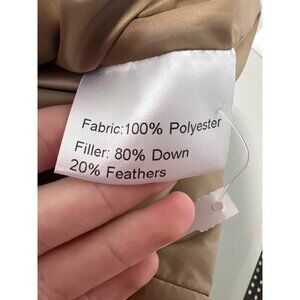 Fabric:100% Polyester
Filler: 80% Down
20% Feathers